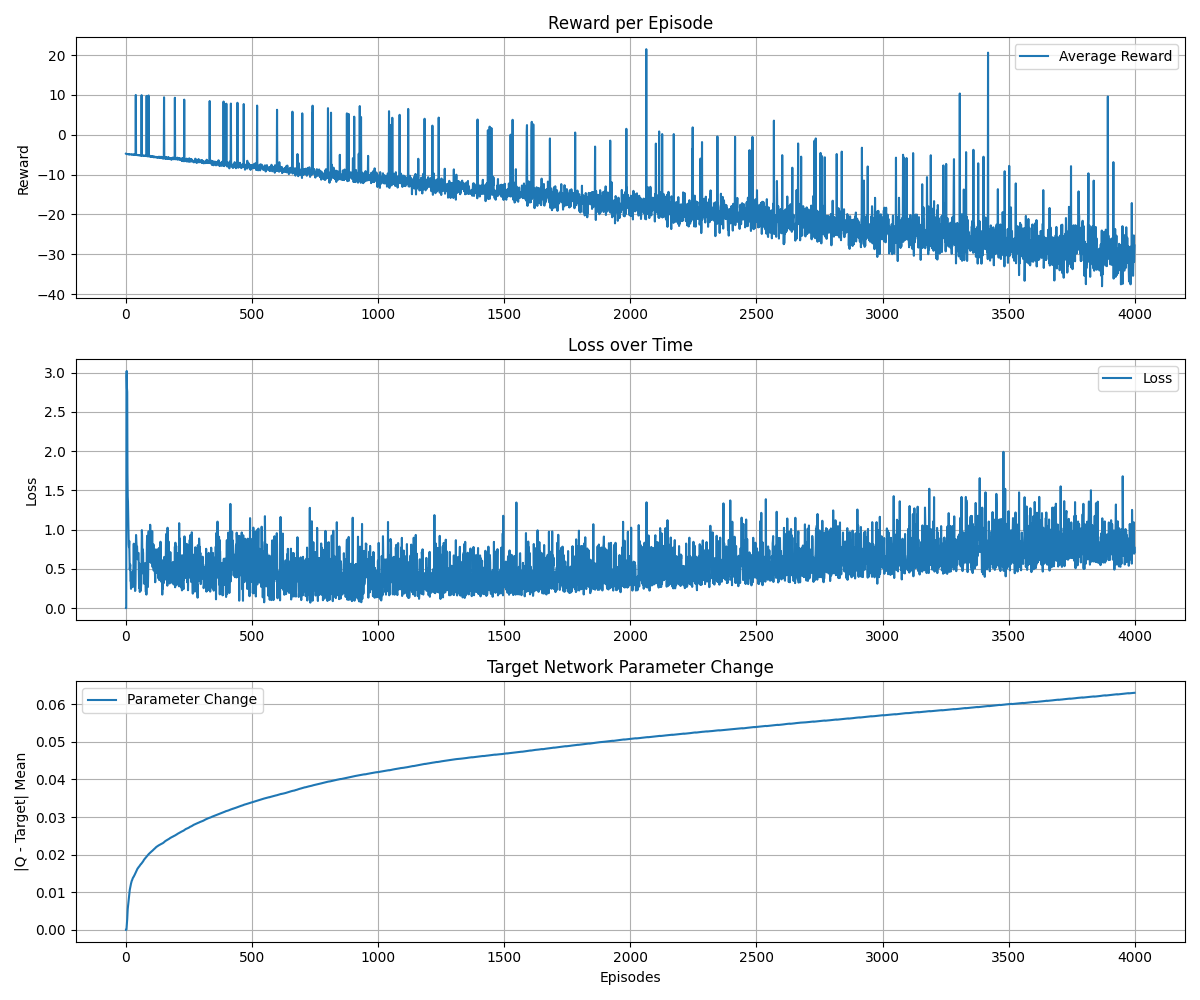 Reward per Episode
Average Reward
Reward
20
10
0
−10
−20
−30
−40
0 500 1000 1500 2000 2500 3000 3500 4000
Loss over Time
Loss
Loss
3.0
2.5
2.0
1.5
1.0
0.5
0.0
0 500 1000 1500 2000 2500 3000 3500 4000
Target Network Parameter Change
Parameter Change
|Q - Target| Mean
0.06
0.05
0.04
0.03
0.02
0.01
0.00
0 500 1000 1500 2000 2500 3000 3500 4000
Episodes